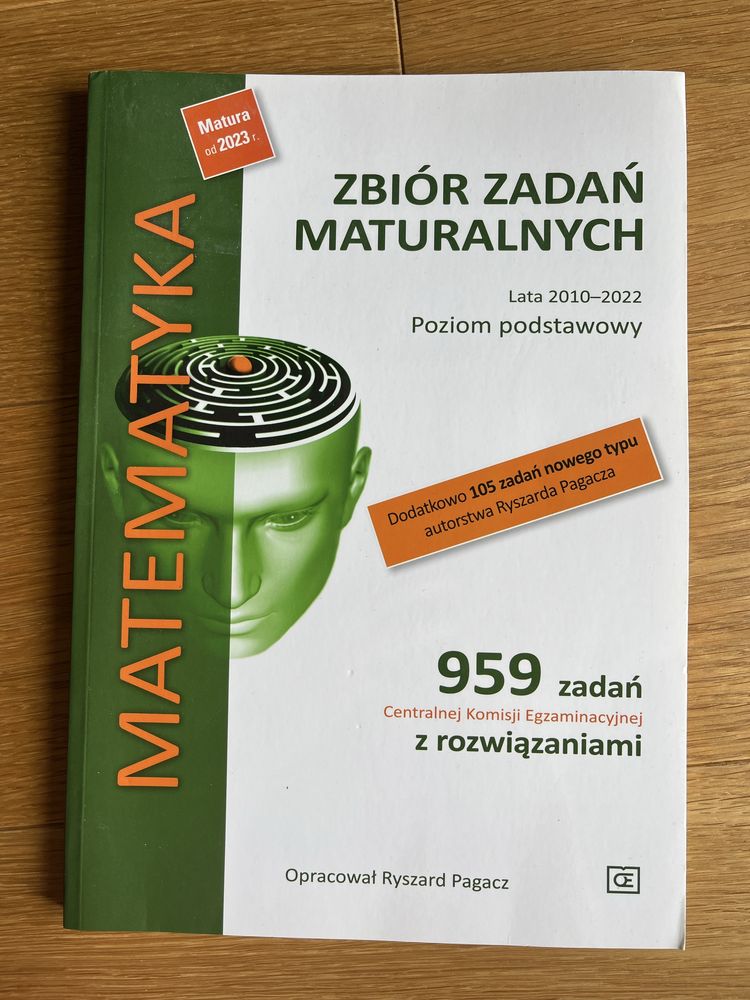 Matura
od 2023 r.
MATEMATYKA
ZBIÓR ZADAŃ
MATURALNYCH
Lata 2010–2022
Poziom podstawowy
Dodatkowo 105 zadań nowego typu
autorstwa Ryszarda Pagacza
959 zadań
Centralnej Komisji Egzaminacyjnej
z rozwiązaniami
Opracował Ryszard Pagacz
OE